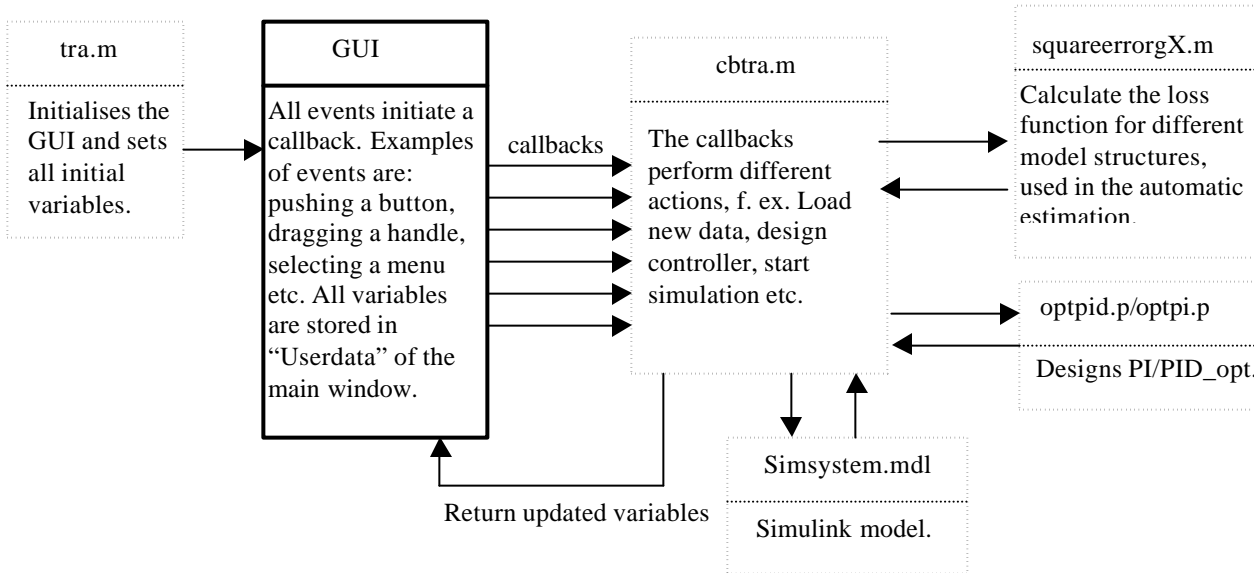 tra.m
Initialises the
GUI and sets
all initial
variables.
GUI
All events initiate a
callback. Examples
of events are:
pushing a button,
dragging a handle,
selecting a menu
etc. All variables
are stored in
“Userdata” of the
main window.
callbacks
cbtra.m
The callbacks
perform different
actions, f. ex. Load
new data, design
controller, start
simulation etc.
squareerrorgX.m
Calculate the loss
function for different
model structures,
used in the automatic
estimation.
optpid.p/optpi.p
Designs PI/PID_opt.
Simsystem.mdl
Simulink model.
Return updated variables